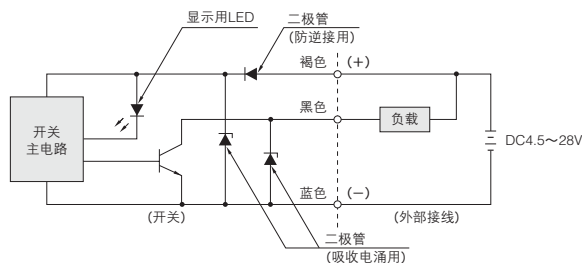 显示用LED
二极管
(防逆接用)
褐色 (+)
黑色
负载
开关
主电路
DC4.5～28V
蓝色 (−)
(开关)
(外部接线)
二极管
(吸收电涌用)